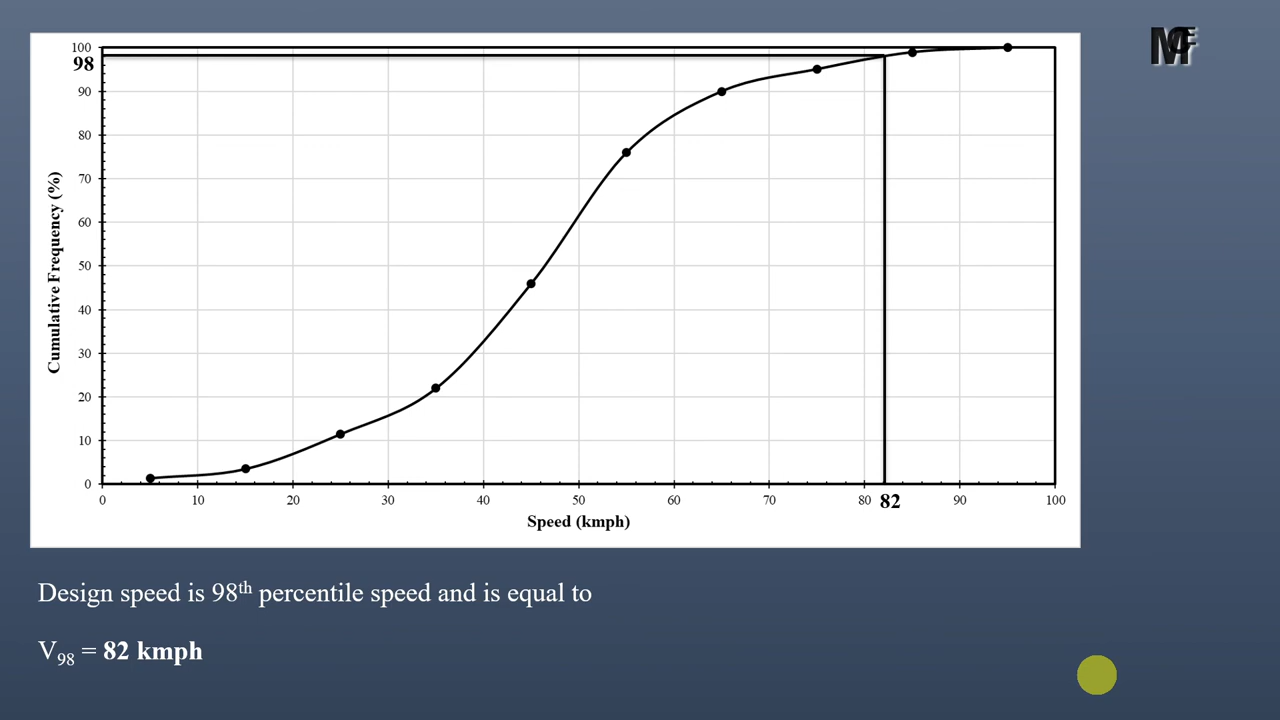 MOFE
100
98
90
80
70
60
50
40
30
20
10
0
Cumulative Frequency (%)
0 10 20 30 40 50 60 70 80 82 90 100
Speed (kmph)
Design speed is 98th percentile speed and is equal to
V98 = 82 kmph